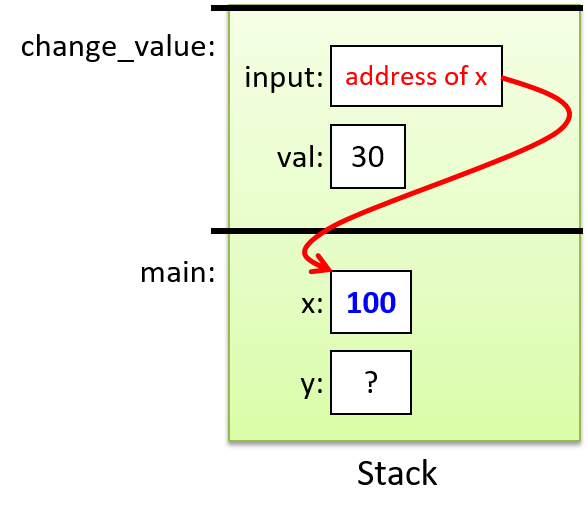 change_value:
input: address of x
val: 30
main:
x: 100
y: ?
Stack